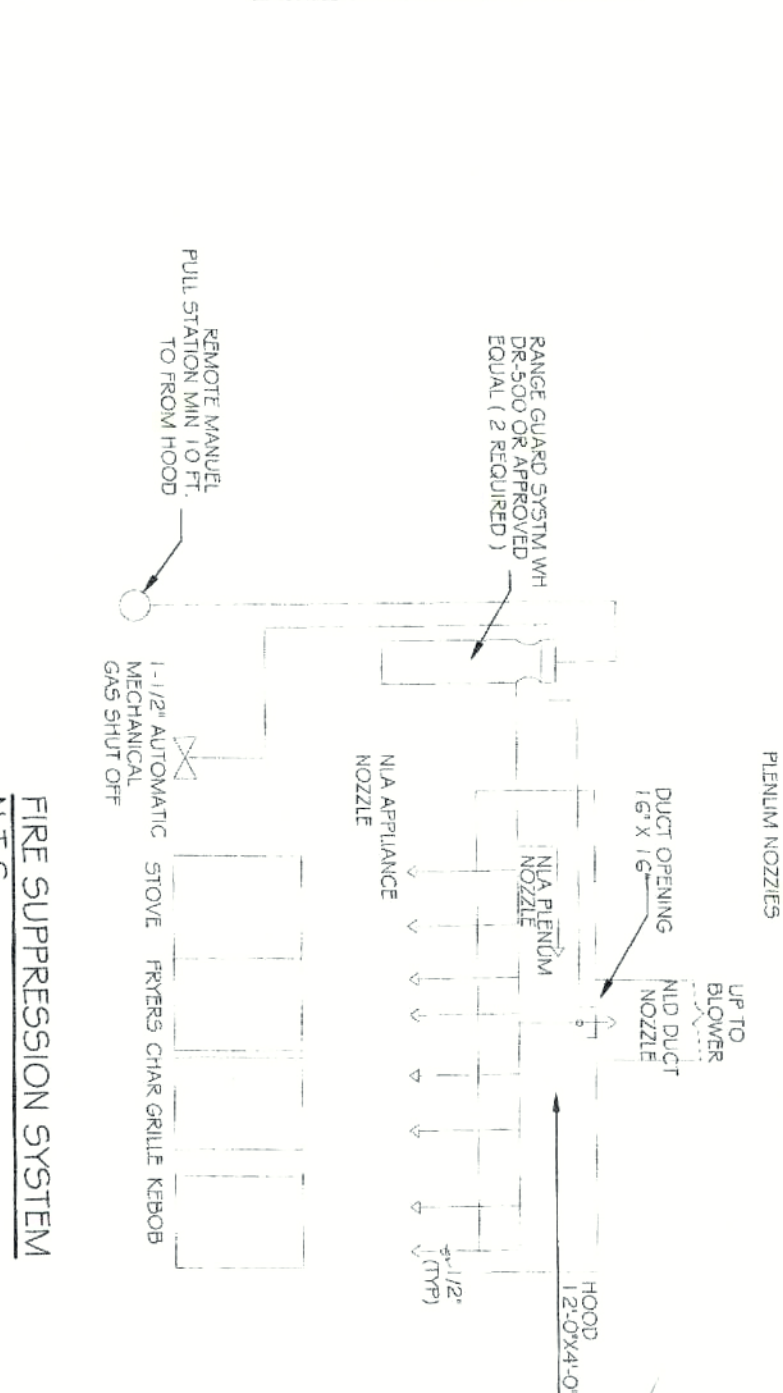 PLENUM NOZZLES
UP TO
BLOWER
DUCT OPENING
16" X 16"
NLD DUCT
NOZZLE
HOOD
12'-0"X4'-0"
RANGE GUARD SYSTM WH
DR-500 OR APPROVED
EQUAL ( 2 REQUIRED )
NLA PLENUM
NOZZLE
1/2"
(TYP)
NLA APPLIANCE
NOZZLE
REMOTE MANUEL
PULL STATION MIN 10 FT.
TO FROM HOOD
1-1/2" AUTOMATIC
MECHANICAL
GAS SHUT OFF
STOVE FRYERS CHAR GRILLE KEBOB
FIRE SUPPRESSION SYSTEM